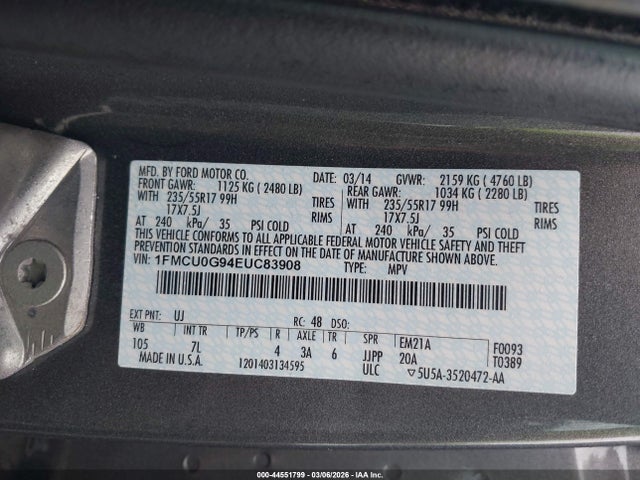 MFD. BY FORD MOTOR CO. 03/14 GVWR: 2159 KG ( 4760 LB)
FRONT GAWR: 1125 KG ( 2480 LB) REAR GAWR: 1034 KG ( 2280 LB)
WITH 235/55R17 99H TIRES WITH 235/55R17 99H TIRES
17X7.5J RIMS 17X7.5J RIMS
AT 240 kPa/ 35 PSI COLD AT 240 kPa/ 35 PSI COLD
THIS VEHICLE CONFORMS TO ALL APPLICABLE FEDERAL MOTOR VEHICLE SAFETY AND BUMPER
STANDARDS AND THEFT PREVENTION STANDARDS IN EFFECT ON THE DATE OF MANUFACTURE SHOWN ABOVE.
VIN: 1FMCU0G94EUC83908 TYPE: MPV
EXT PNT: UJ RC: 48 DSO:
WB INT TR TP/PS R AXLE TR SPR EM21A F0093
105 7L 4 3A 6 JJPP 20A T0389
MADE IN U.S.A. 1201403134595 ULC ▽5U5A-3520472-AA
000-44551799 | 03/06/2026 - IAA Inc.